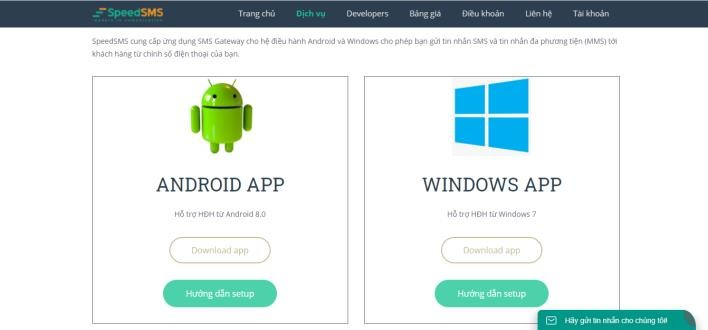 SpeedSMS
Trang chủ Dịch vụ Developers Bảng giá Điều khoản Liên hệ Tài khoản
SpeedSMS cung cấp ứng dụng SMS Gateway cho hệ điều hành Android và Windows cho phép bạn gửi tin nhắn SMS và tin nhắn đa phương tiện (MMS) tới
khách hàng từ chính số điện thoại của bạn.
ANDROID APP
Hỗ trợ HĐH từ Android 8.0
Download app
Hướng dẫn setup
WINDOWS APP
Hỗ trợ HĐH từ Windows 7
Download app
Hướng dẫn setup
Hãy gửi tin nhắn cho chúng tôi!